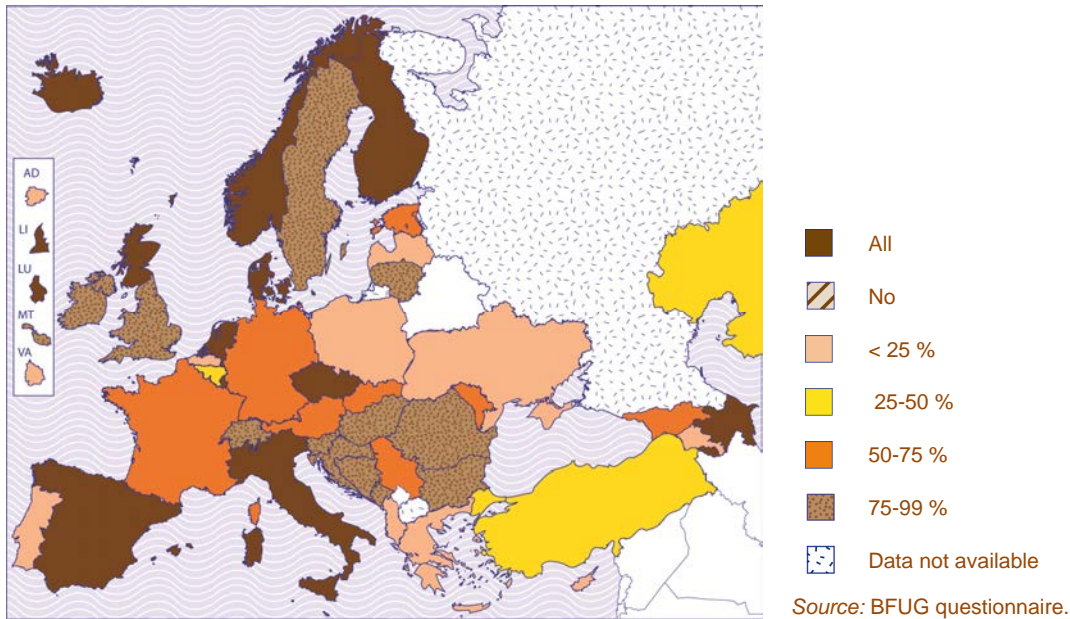 AD
LI
LU
MT
VA
All
No
< 25 %
25-50 %
50-75 %
75-99 %
Data not available
Source: BFUG questionnaire.